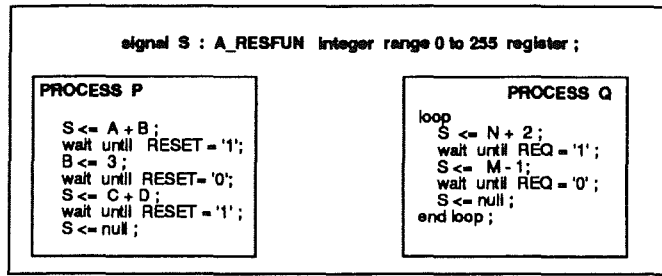 signal S : A_RESFUN integer range 0 to 255 register ;
PROCESS P
S <= A + B ;
wait until RESET = '1';
B <= 3 ;
wait until RESET= '0';
S <= C + D ;
wait until RESET = '1' ;
S <= null ;
PROCESS Q
loop
S <= N + 2 ;
wait until REQ = '1' ;
S <= M - 1;
wait until REQ = '0' ;
S <= null ;
end loop ;